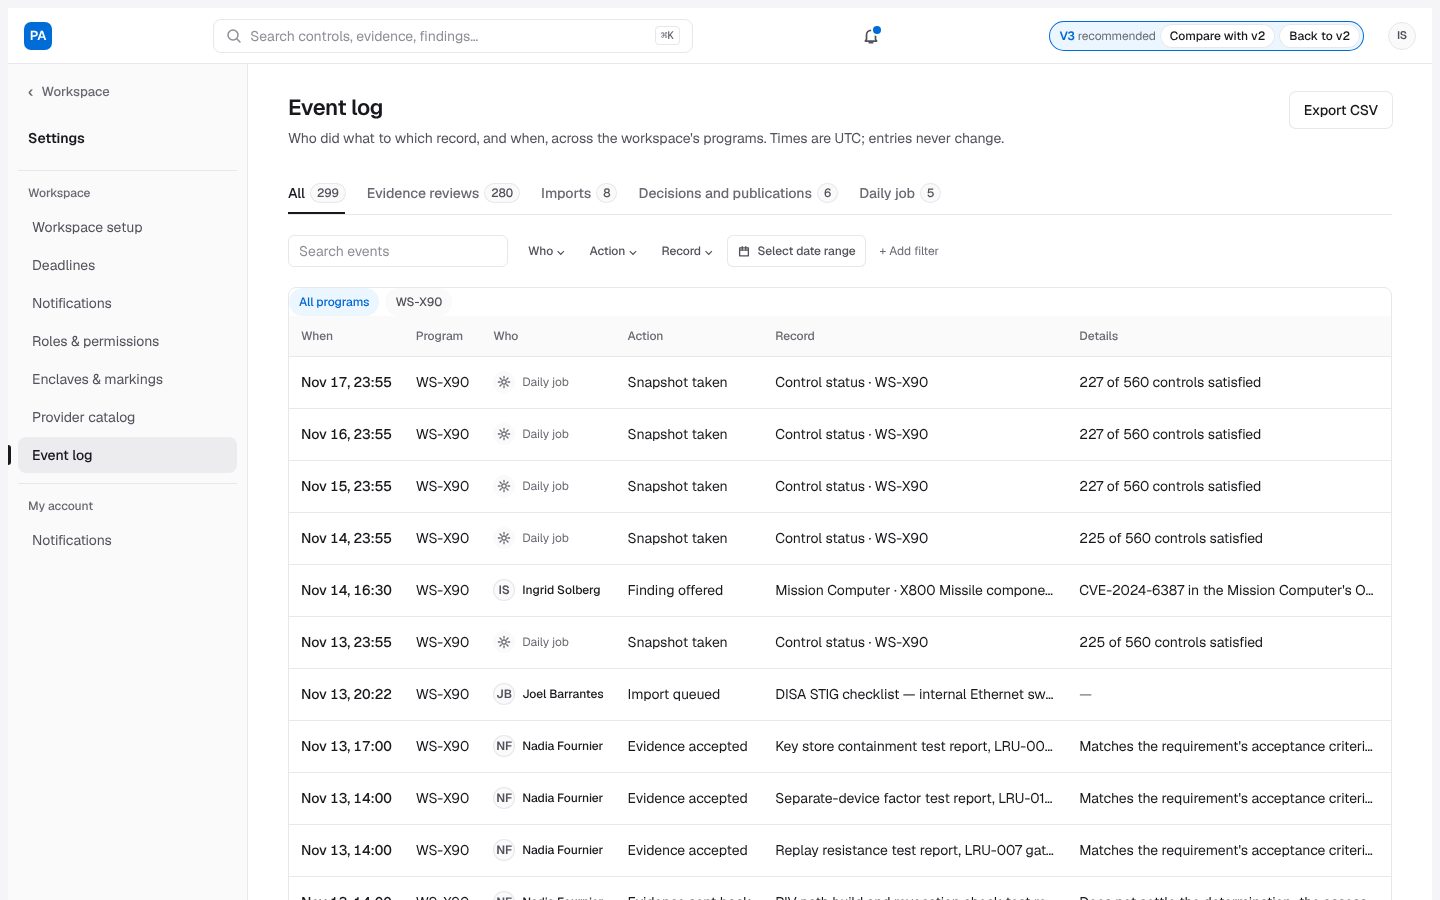 PA
Search controls, evidence, findings...
⌘K
V3 recommended Compare with v2 Back to v2
IS
‹ Workspace
Settings
Workspace
Workspace setup
Deadlines
Notifications
Roles & permissions
Enclaves & markings
Provider catalog
Event log
My account
Notifications
Event log
Export CSV
Who did what to which record, and when, across the workspace's programs. Times are UTC; entries never change.
All 299 Evidence reviews 280 Imports 8 Decisions and publications 6 Daily job 5
Search events Who Action Record Select date range + Add filter
All programs WS-X90
When Program Who Action Record Details
Nov 17, 23:55 WS-X90 Daily job Snapshot taken Control status · WS-X90 227 of 560 controls satisfied
Nov 16, 23:55 WS-X90 Daily job Snapshot taken Control status · WS-X90 227 of 560 controls satisfied
Nov 15, 23:55 WS-X90 Daily job Snapshot taken Control status · WS-X90 227 of 560 controls satisfied
Nov 14, 23:55 WS-X90 Daily job Snapshot taken Control status · WS-X90 225 of 560 controls satisfied
Nov 14, 16:30 WS-X90 IS Ingrid Solberg Finding offered Mission Computer · X800 Missile compone... CVE-2024-6387 in the Mission Computer's O...
Nov 13, 23:55 WS-X90 Daily job Snapshot taken Control status · WS-X90 225 of 560 controls satisfied
Nov 13, 20:22 WS-X90 JB Joel Barrantes Import queued DISA STIG checklist — internal Ethernet sw... —
Nov 13, 17:00 WS-X90 NF Nadia Fournier Evidence accepted Key store containment test report, LRU-00... Matches the requirement's acceptance criteri...
Nov 13, 14:00 WS-X90 NF Nadia Fournier Evidence accepted Separate-device factor test report, LRU-01... Matches the requirement's acceptance criteri...
Nov 13, 14:00 WS-X90 NF Nadia Fournier Evidence accepted Replay resistance test report, LRU-007 gat... Matches the requirement's acceptance criteri...